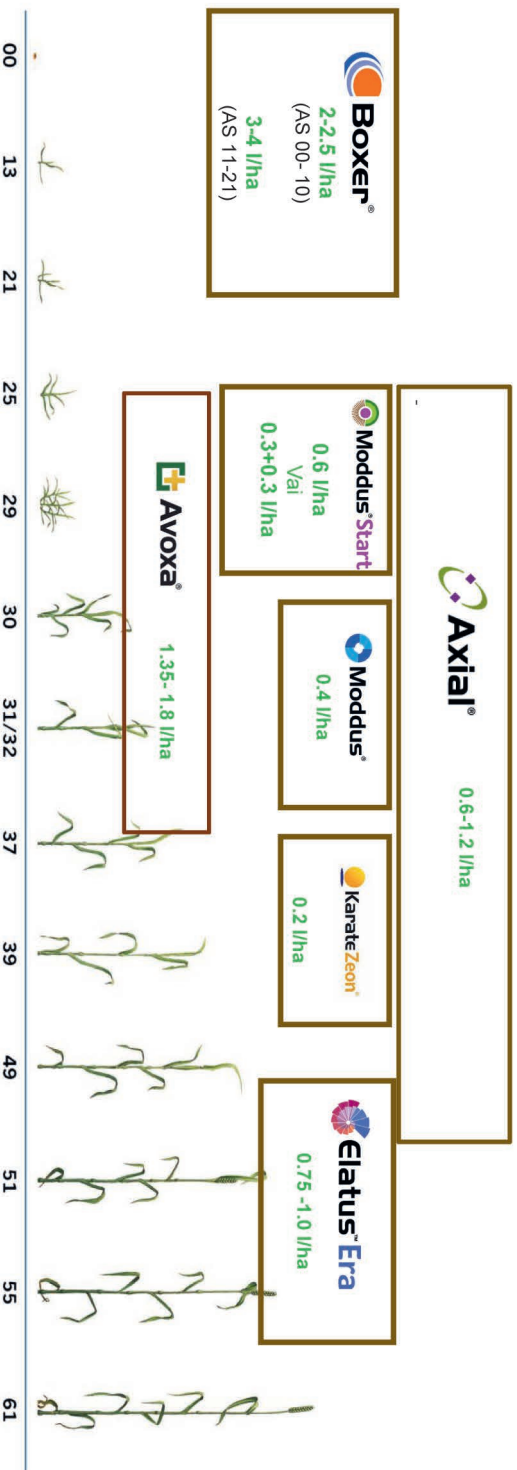 Axial®
0.6-1.2 l/ha
-
Boxer®
2-2.5 l/ha
(AS 00- 10)
3-4 l/ha
(AS 11-21)
Moddus®Start
0.6 l/ha
Vai
0.3+0.3 l/ha
Moddus®
0.4 l/ha
KarateZeon®
0.2 l/ha
Elatus™Era
0.75 -1.0 l/ha
Avoxa®
1.35- 1.8 l/ha
00 13 21 25 29 30 31/32 37 39 49 51 55 61